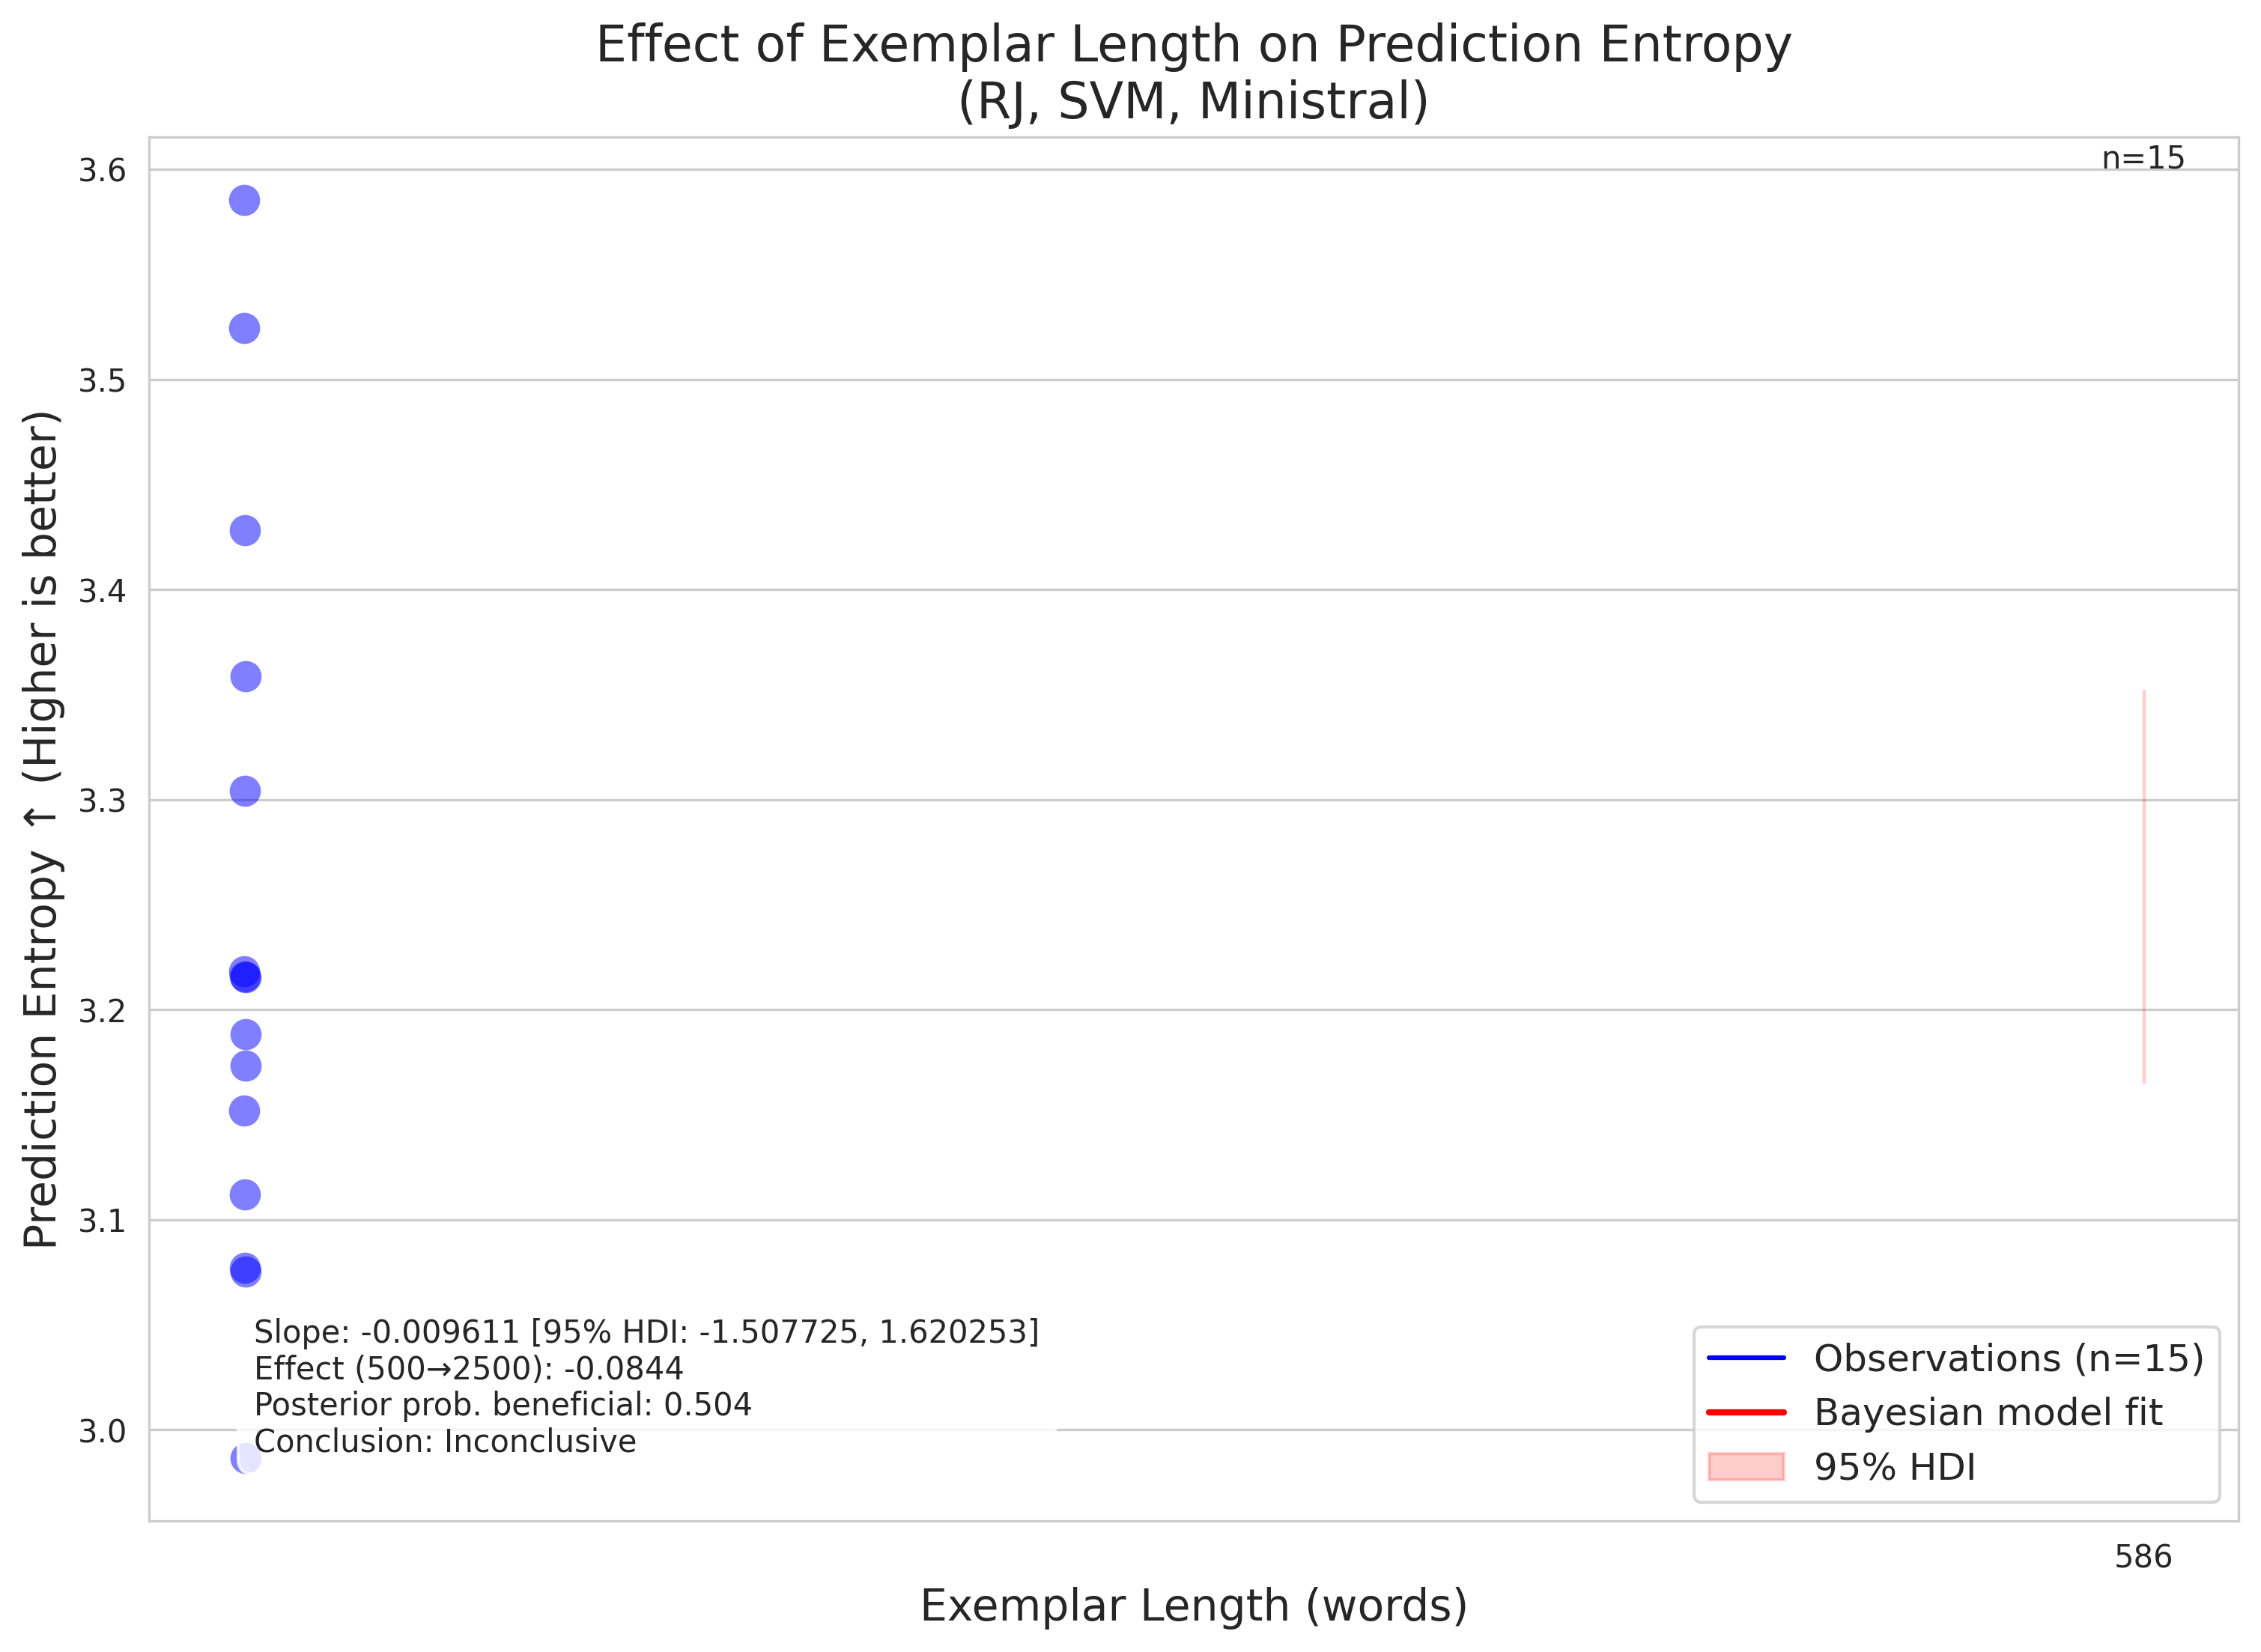 Effect of Exemplar Length on Prediction Entropy
(RJ, SVM, Ministral)
n=15
Prediction Entropy ↑ (Higher is better)
3.6
3.5
3.4
3.3
3.2
3.1
3.0
Slope: -0.009611 [95% HDI: -1.507725, 1.620253]
Effect (500→2500): -0.0844
Posterior prob. beneficial: 0.504
Conclusion: Inconclusive
Observations (n=15)
Bayesian model fit
95% HDI
586
Exemplar Length (words)